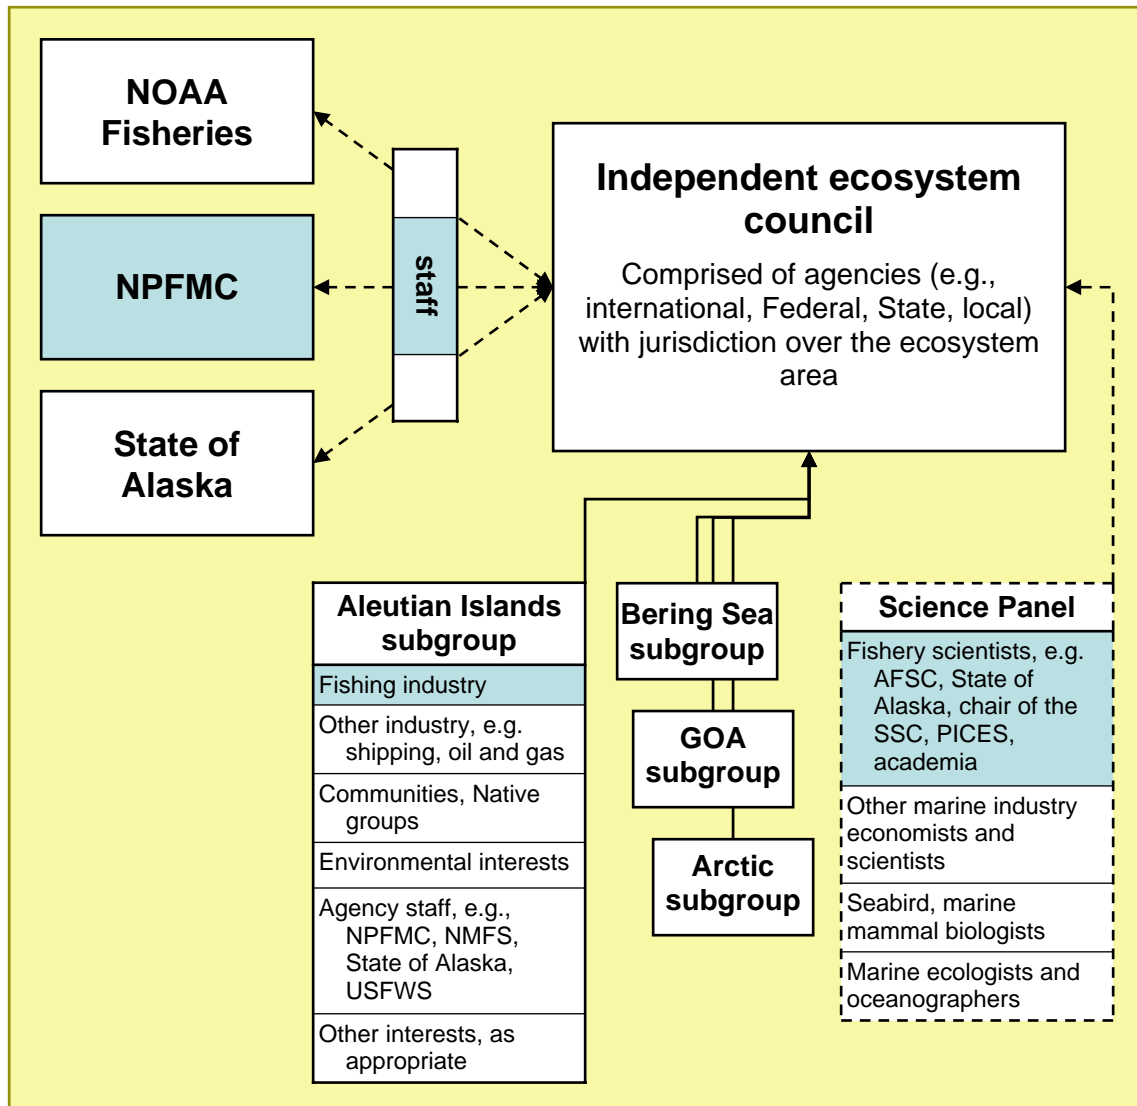 NOAA
Fisheries
NPFMC
State of
Alaska
staff
Independent ecosystem
council
Comprised of agencies (e.g.,
international, Federal, State, local)
with jurisdiction over the ecosystem
area
Aleutian Islands
subgroup
Fishing industry
Other industry, e.g.
shipping, oil and gas
Communities, Native
groups
Environmental interests
Agency staff, e.g.,
NPFMC, NMFS,
State of Alaska,
USFWS
Other interests, as
appropriate
Bering Sea
subgroup
GOA
subgroup
Arctic
subgroup
Science Panel
Fishery scientists, e.g.
AFSC, State of
Alaska, chair of the
SSC, PICES,
academia
Other marine industry
economists and
scientists
Seabird, marine
mammal biologists
Marine ecologists and
oceanographers